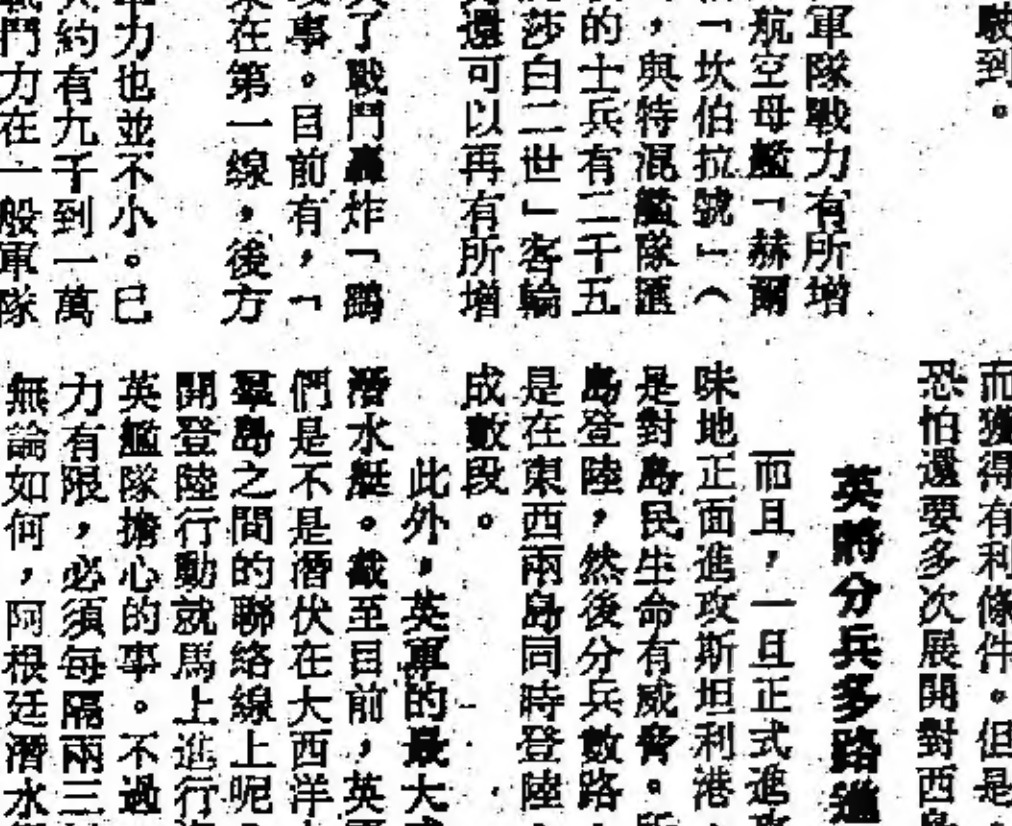 駛到。
軍隊戰力有所增
航空母艦「赫爾
「坎伯拉號」（
，與特混艦隊匯
的士兵有二千五
莎白二世」客輪
還可以再有所增
了戰鬥轟炸「鷂
事。目前有，「
在第一線，後方
力也並不小。已
約有九千到一萬
鬥力在一般軍隊
而獲得有利條件。但是，
恐怕還要多次展開對西島
英將分兵多路進
而且，一旦正式進攻
味地正面進攻斯坦利港，
是對島民生命有威脅。所
島登陸，然後分兵數路，
是在東西兩島同時登陸，
成數段。
此外，英軍的最大
潛水艇。截至目前，英軍
們是不是潛伏在大西洋
羣島之間的聯絡線上呢
開登陸行動就馬上進行
英艦隊擔心的事。不過
力有限，必須每隔兩三
無論如何，阿根廷潛水